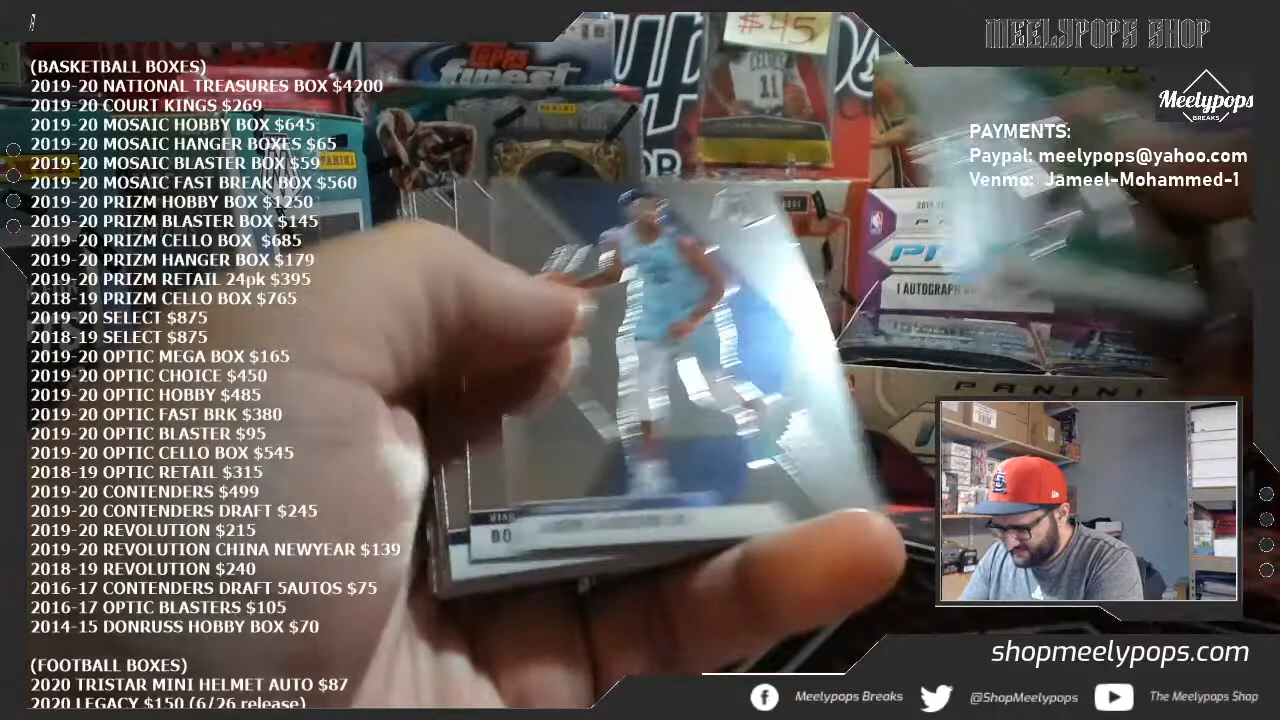 MEELYPOPS SHOP
Meelypops
BREAKS
PAYMENTS:
Paypal: meelypops@yahoo.com
Venmo: Jameel-Mohammed-1
(BASKETBALL BOXES)
2019-20 NATIONAL TREASURES BOX $4200
2019-20 COURT KINGS $269
2019-20 MOSAIC HOBBY BOX $645
2019-20 MOSAIC HANGER BOXES $65
2019-20 MOSAIC BLASTER BOX $59
2019-20 MOSAIC FAST BREAK BOX $560
2019-20 PRIZM HOBBY BOX $1250
2019-20 PRIZM BLASTER BOX $145
2019-20 PRIZM CELLO BOX $685
2019-20 PRIZM HANGER BOX $179
2019-20 PRIZM RETAIL 24pk $395
2018-19 PRIZM CELLO BOX $765
2019-20 SELECT $875
2018-19 SELECT $875
2019-20 OPTIC MEGA BOX $165
2019-20 OPTIC CHOICE $450
2019-20 OPTIC HOBBY $485
2019-20 OPTIC FAST BRK $380
2019-20 OPTIC BLASTER $95
2019-20 OPTIC CELLO BOX $545
2018-19 OPTIC RETAIL $315
2019-20 CONTENDERS $499
2019-20 CONTENDERS DRAFT $245
2019-20 REVOLUTION $215
2019-20 REVOLUTION CHINA NEWYEAR $139
2018-19 REVOLUTION $240
2016-17 CONTENDERS DRAFT 5AUTOS $75
2016-17 OPTIC BLASTERS $105
2014-15 DONRUSS HOBBY BOX $70
(FOOTBALL BOXES)
2020 TRISTAR MINI HELMET AUTO $87
2020 LEGACY $150 (6/26 release)
$45
Topps
finest
PANINI
CELTICS
11
PANINI
1 AUTOGRAPH
PANINI
shopmeelypops.com
Meelypops Breaks
@ShopMeelypops
The Meelypops Shop